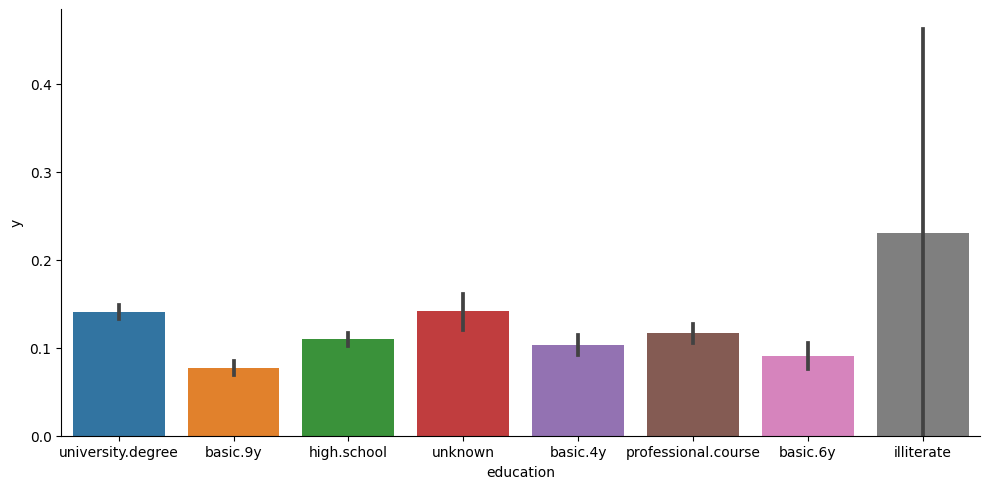 0.4
0.3
0.2
0.1
0.0
y
university.degree basic.9y high.school unknown basic.4y professional.course basic.6y illiterate
education